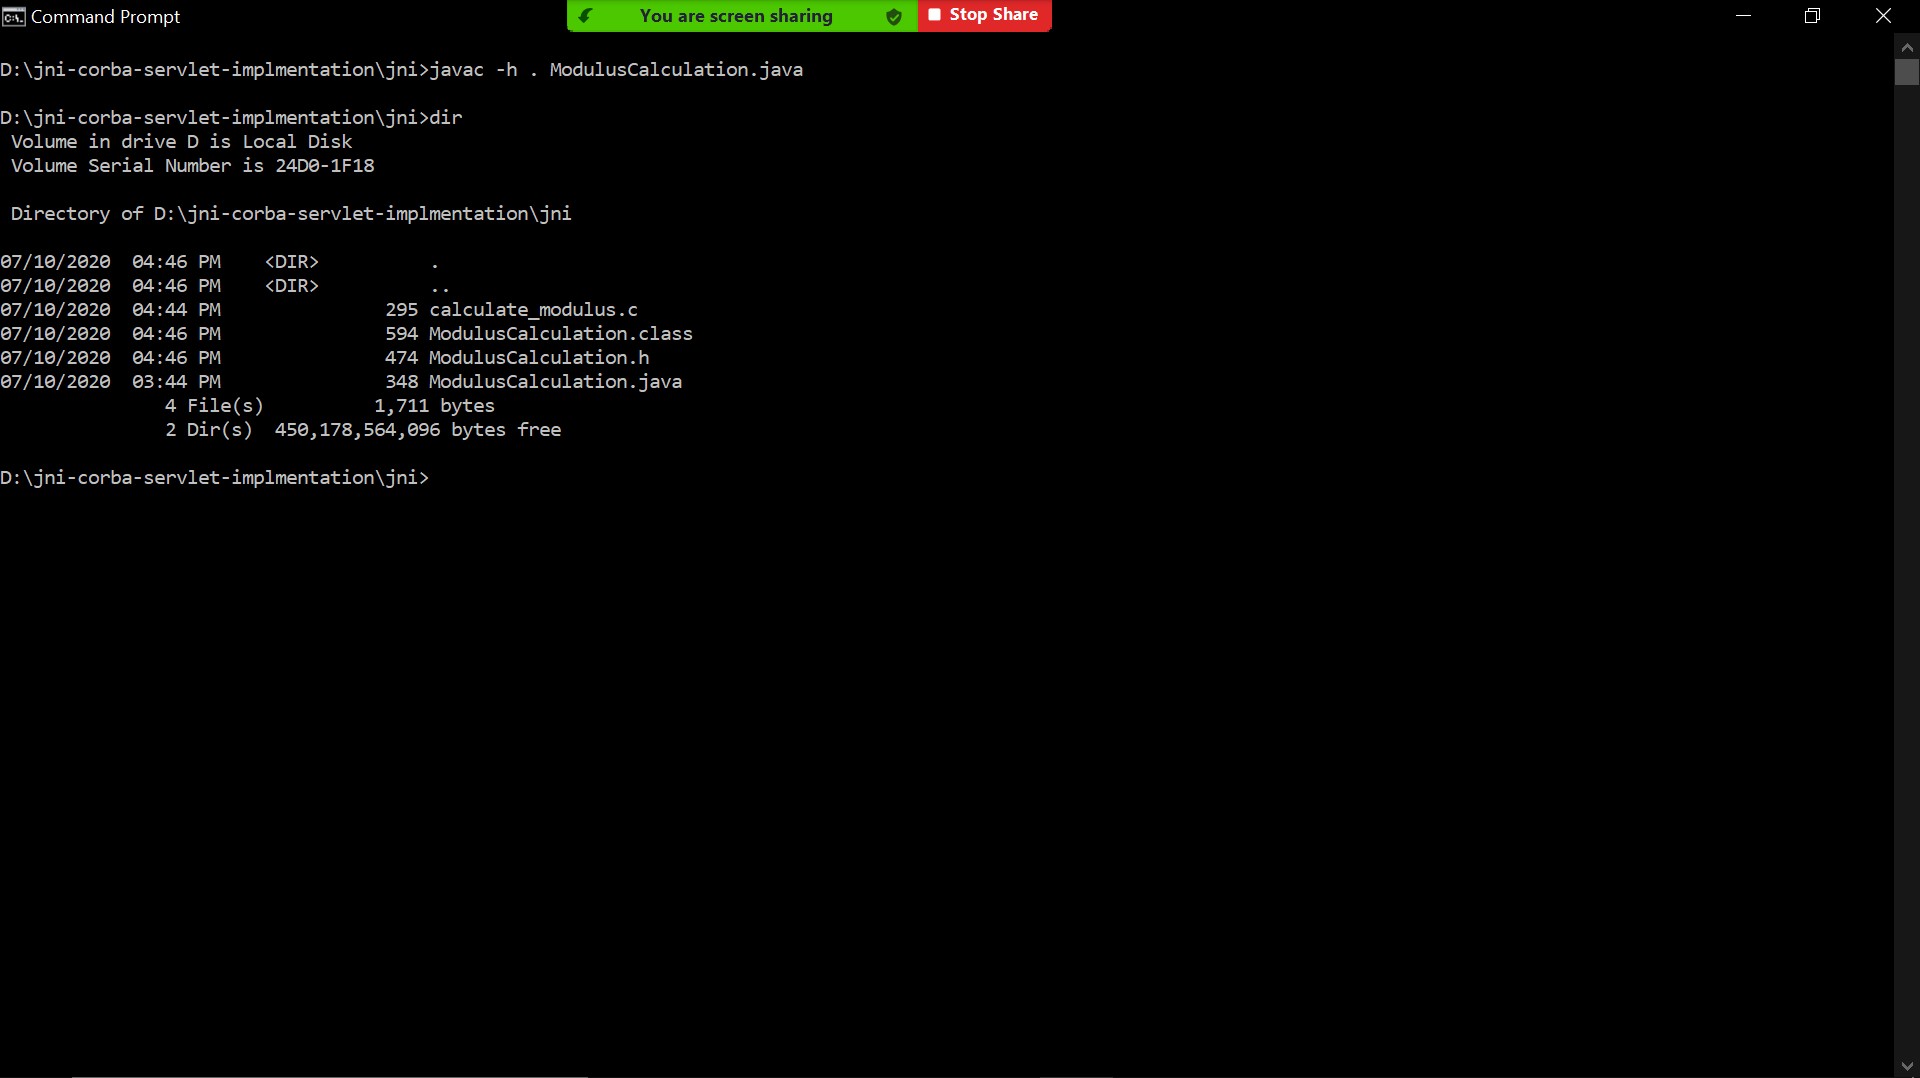 Command Prompt
You are screen sharing
Stop Share
D:\jni-corba-servlet-implmentation\jni>javac -h . ModulusCalculation.java
D:\jni-corba-servlet-implmentation\jni>dir
Volume in drive D is Local Disk
Volume Serial Number is 24D0-1F18
Directory of D:\jni-corba-servlet-implmentation\jni
07/10/2020  04:46 PM    <DIR>          .
07/10/2020  04:46 PM    <DIR>          ..
07/10/2020  04:44 PM               295 calculate_modulus.c
07/10/2020  04:46 PM               594 ModulusCalculation.class
07/10/2020  04:46 PM               474 ModulusCalculation.h
07/10/2020  03:44 PM               348 ModulusCalculation.java
4 File(s)          1,711 bytes
2 Dir(s)  450,178,564,096 bytes free
D:\jni-corba-servlet-implmentation\jni>